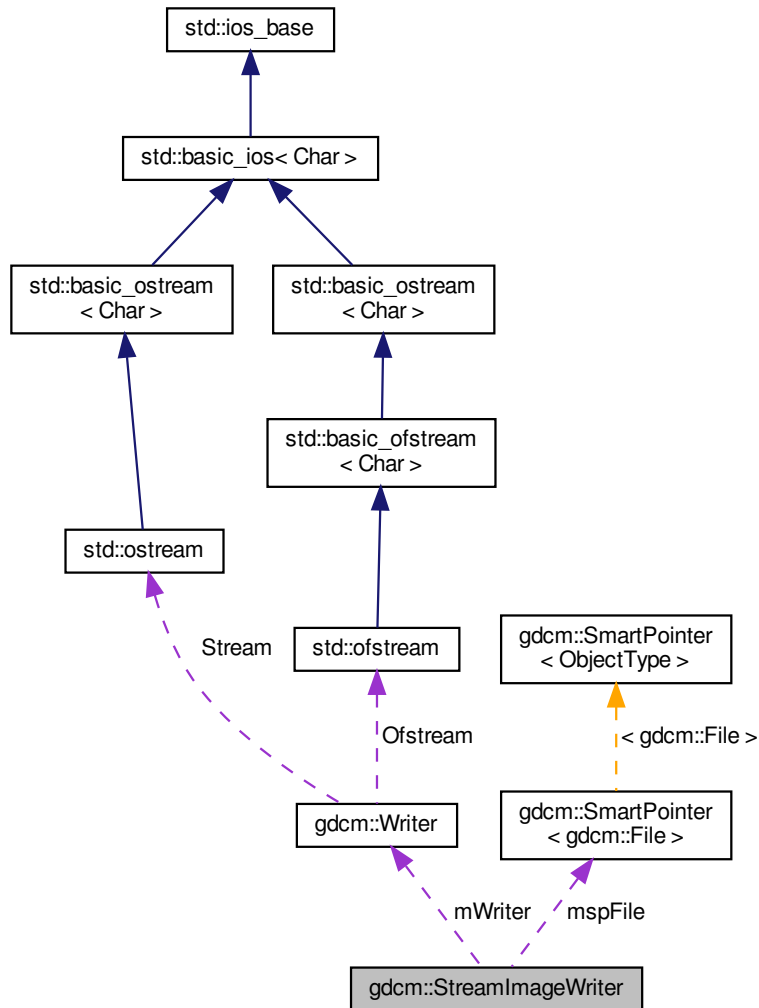 std::ios_base
std::basic_ios< Char >
std::basic_ostream
< Char >
std::basic_ostream
< Char >
std::basic_ofstream
< Char >
std::ostream
Stream
std::ofstream
gdcm::SmartPointer
< ObjectType >
Ofstream
< gdcm::File >
gdcm::Writer
gdcm::SmartPointer
< gdcm::File >
mWriter
mspFile
gdcm::StreamImageWriter